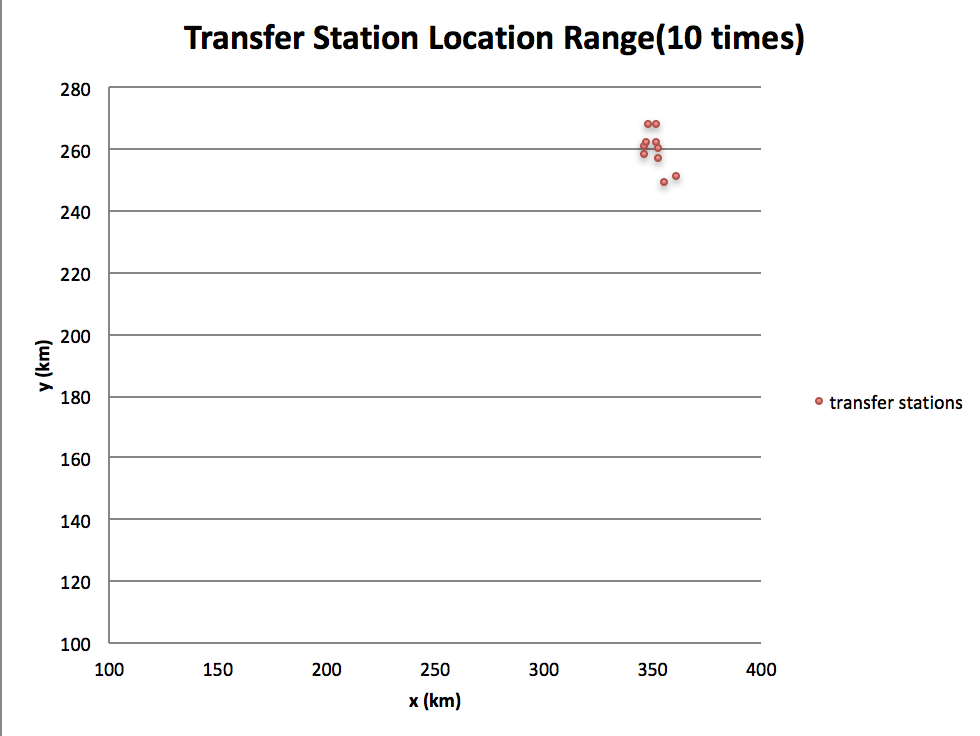 Transfer Station Location Range(10 times)
280
260
240
220
200
180
160
140
120
100
y (km)
100 150 200 250 300 350 400
x (km)
transfer stations